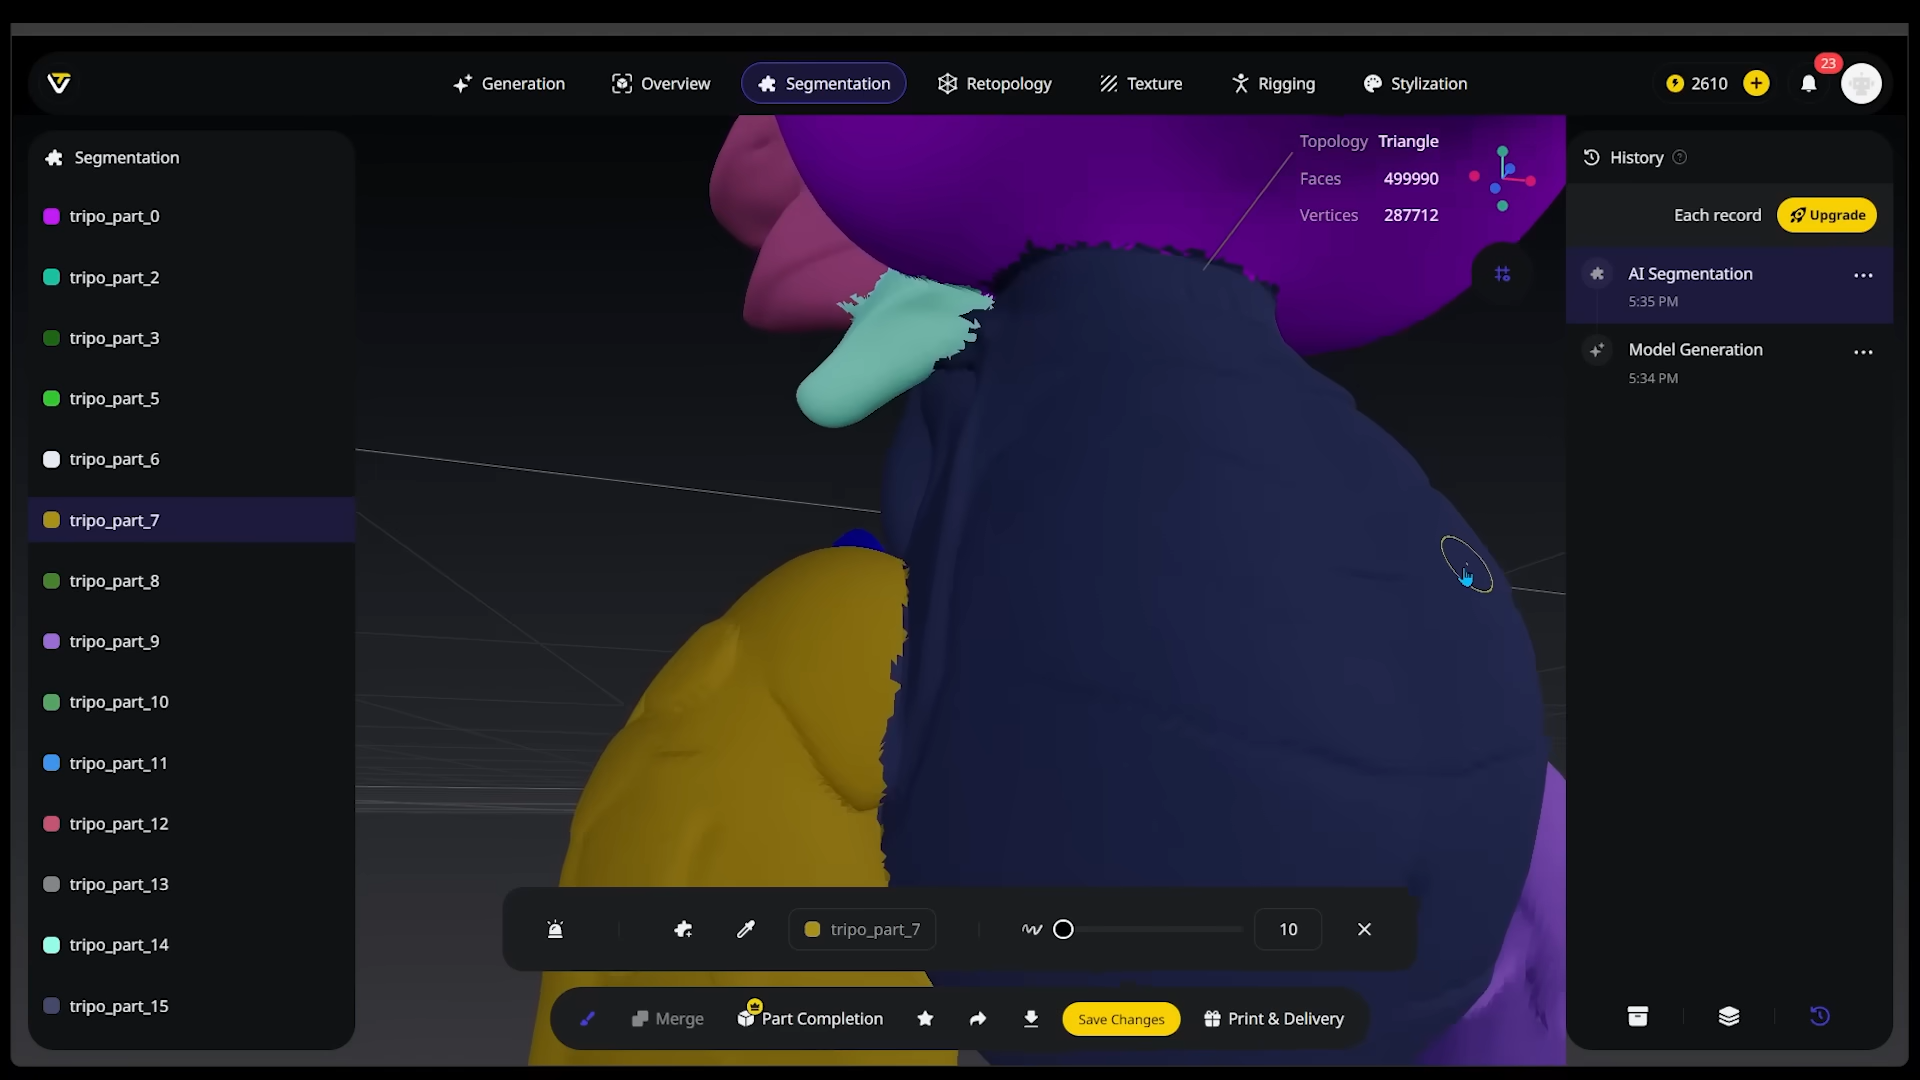 Generation
Overview
Segmentation
Retopology
Texture
Rigging
Stylization
2610
23
Segmentation
tripo_part_0
tripo_part_2
tripo_part_3
tripo_part_5
tripo_part_6
tripo_part_7
tripo_part_8
tripo_part_9
tripo_part_10
tripo_part_11
tripo_part_12
tripo_part_13
tripo_part_14
tripo_part_15
Topology Triangle
Faces 499990
Vertices 287712
History
Each record Upgrade
AI Segmentation
5:35 PM
Model Generation
5:34 PM
tripo_part_7
10
Merge
Part Completion
Save Changes
Print & Delivery